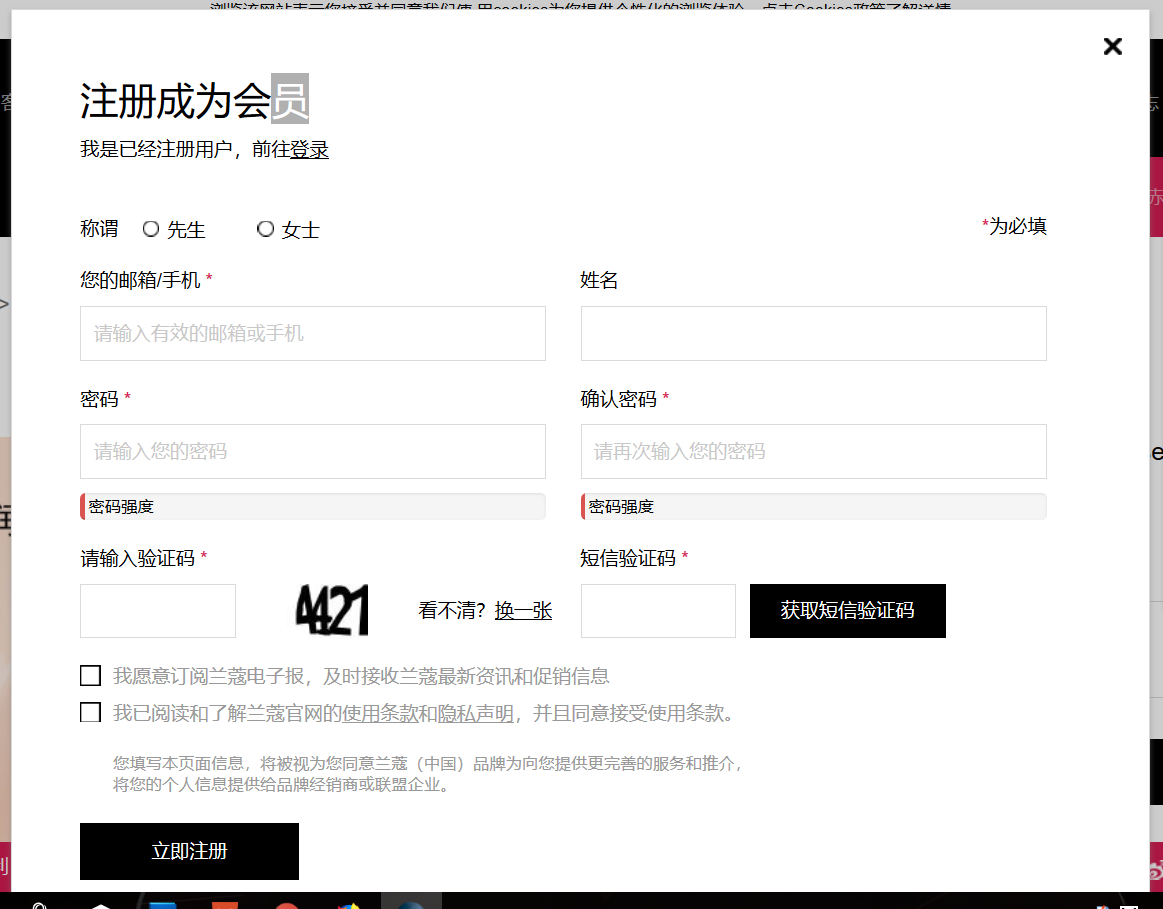 注册成为会员
我是已经注册用户，前往登录
称谓 先生 女士 *为必填
您的邮箱/手机 * 姓名
请输入有效的邮箱或手机
密码 * 确认密码 *
请输入您的密码 请再次输入您的密码
密码强度 密码强度
请输入验证码 * 短信验证码 *
4421 看不清？换一张 获取短信验证码
我愿意订阅兰蔻电子报，及时接收兰蔻最新资讯和促销信息
我已阅读和了解兰蔻官网的使用条款和隐私声明，并且同意接受使用条款。
您填写本页面信息，将被视为您同意兰蔻（中国）品牌为向您提供更完善的服务和推介，
将您的个人信息提供给品牌经销商或联盟企业。
立即注册